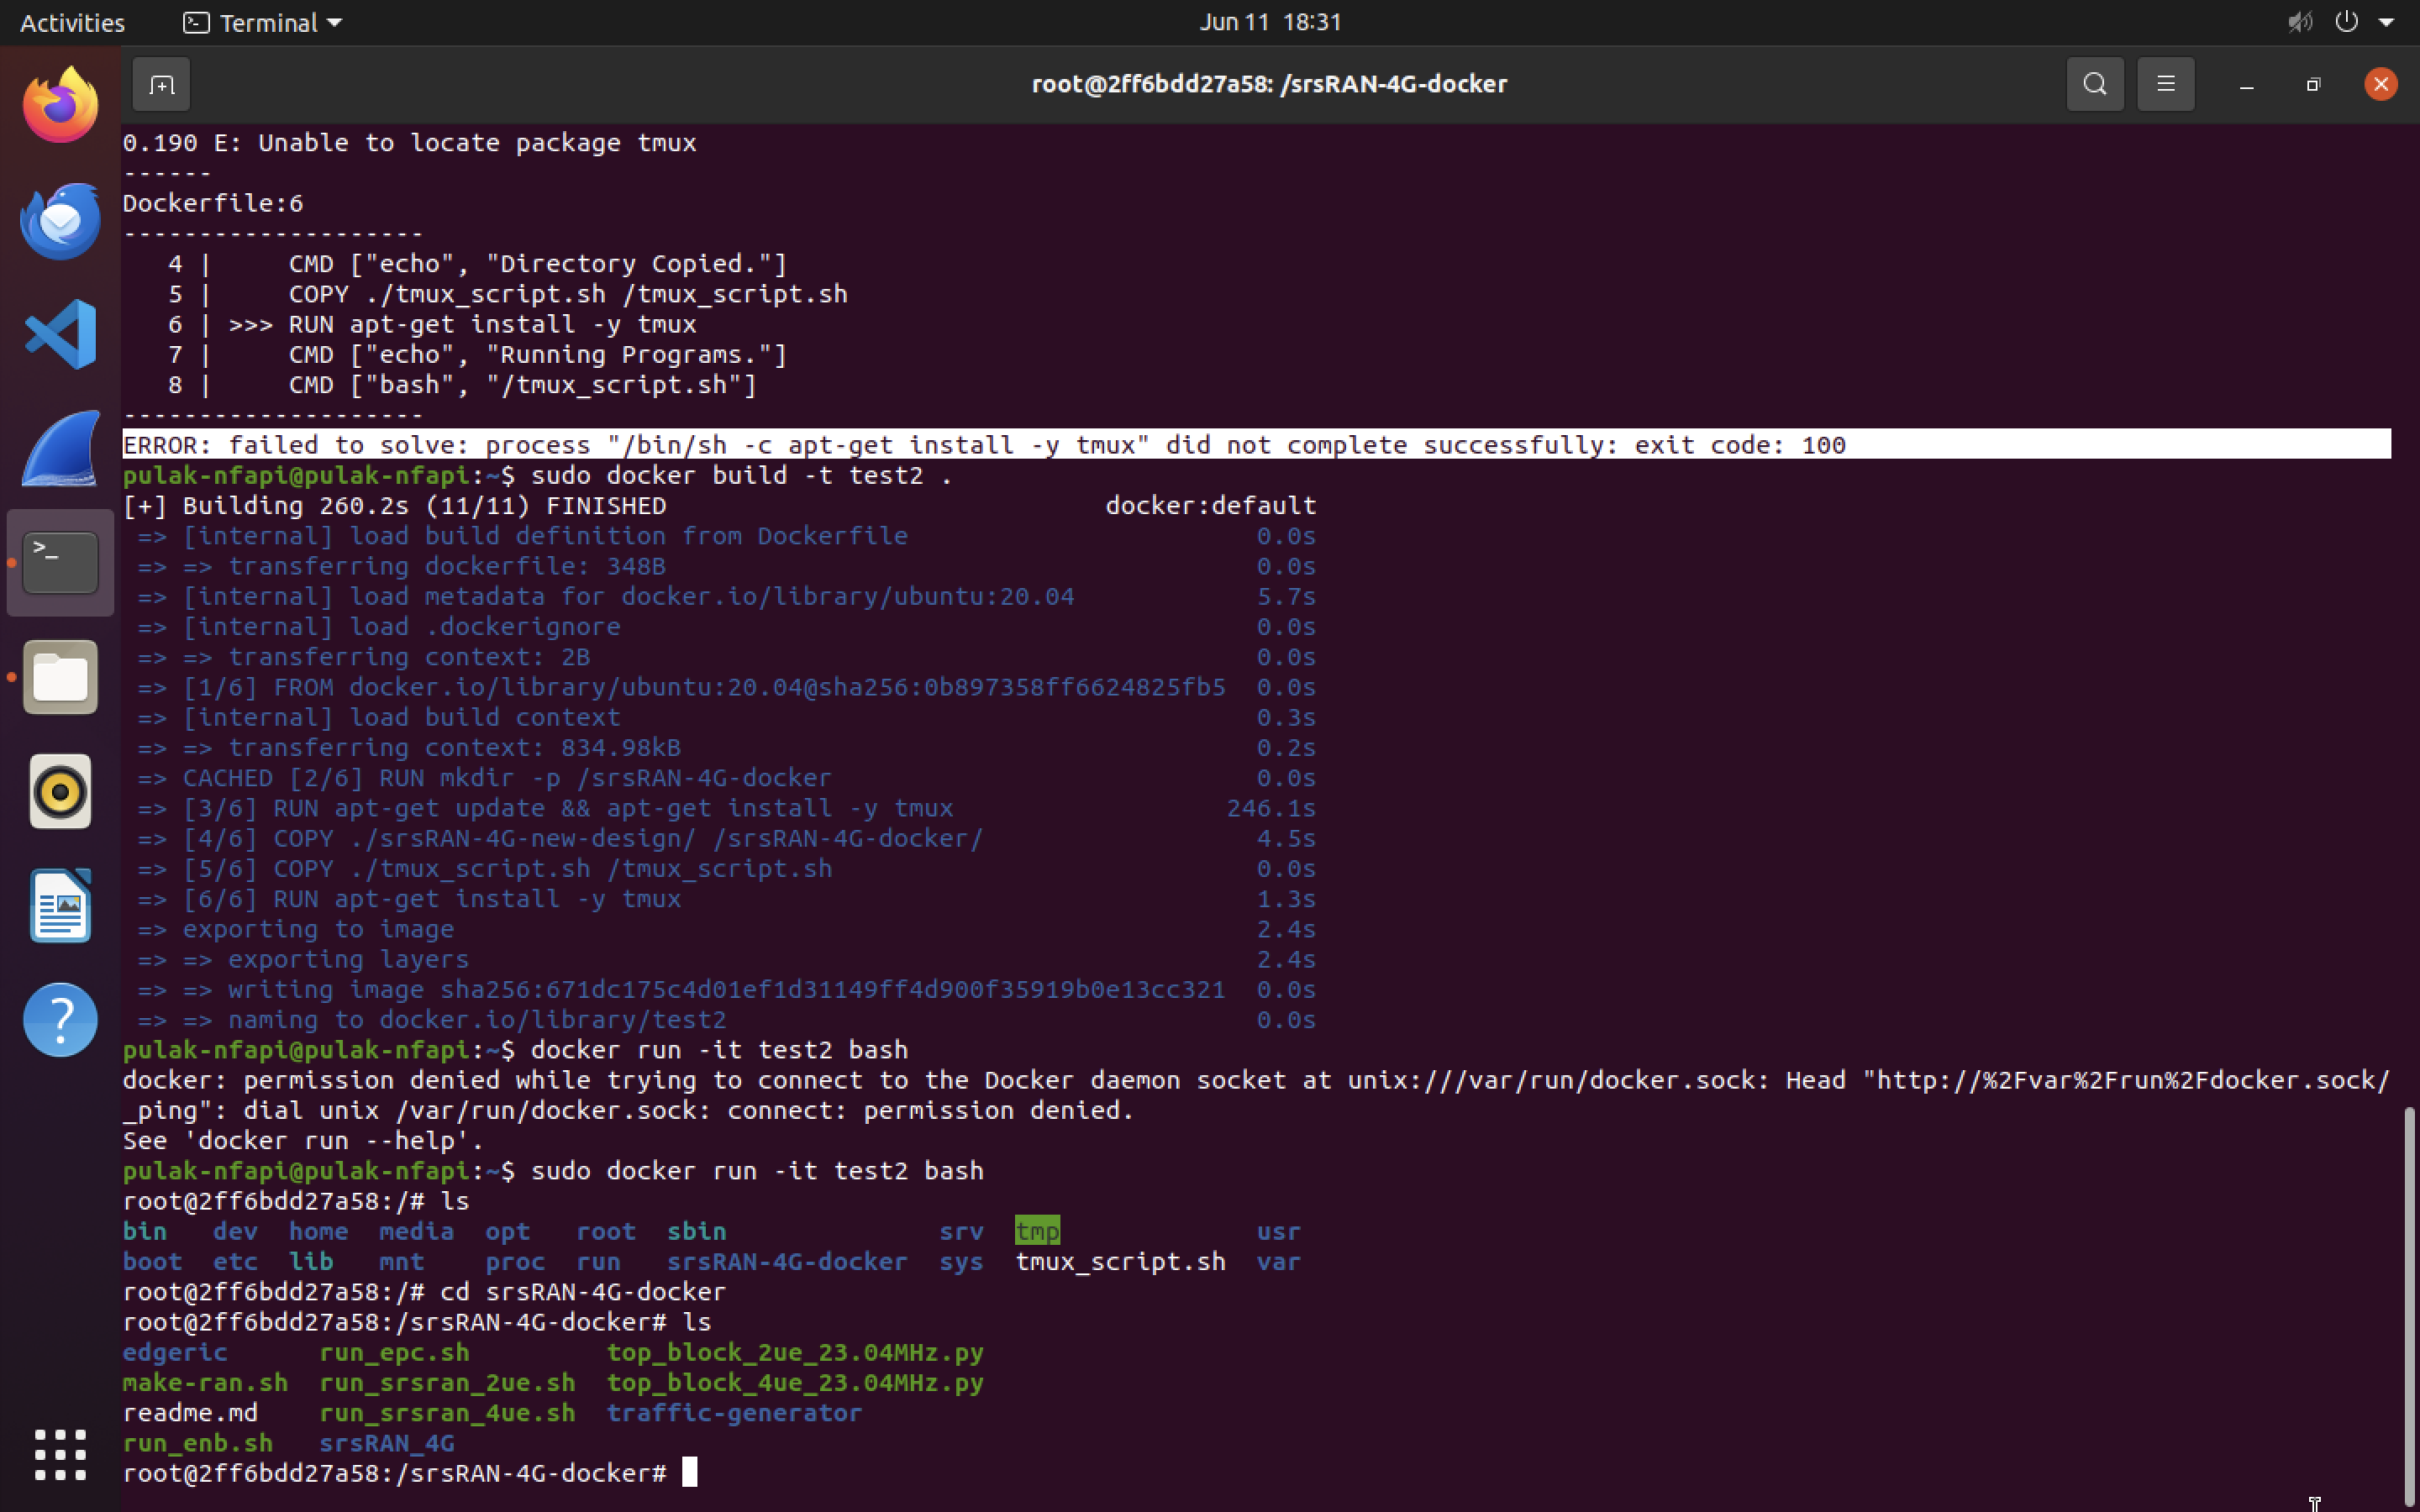 Activities Terminal Jun 11 18:31
root@2ff6bdd27a58: /srsRAN-4G-docker
0.190 E: Unable to locate package tmux
------
Dockerfile:6
--------------------
   4 |     CMD ["echo", "Directory Copied."]
   5 |     COPY ./tmux_script.sh /tmux_script.sh
   6 | >>> RUN apt-get install -y tmux
   7 |     CMD ["echo", "Running Programs."]
   8 |     CMD ["bash", "/tmux_script.sh"]
--------------------
ERROR: failed to solve: process "/bin/sh -c apt-get install -y tmux" did not complete successfully: exit code: 100
pulak-nfapi@pulak-nfapi:~$ sudo docker build -t test2 .
[+] Building 260.2s (11/11) FINISHED                             docker:default
 => [internal] load build definition from Dockerfile                       0.0s
 => => transferring dockerfile: 348B                                       0.0s
 => [internal] load metadata for docker.io/library/ubuntu:20.04            5.7s
 => [internal] load .dockerignore                                          0.0s
 => => transferring context: 2B                                            0.0s
 => [1/6] FROM docker.io/library/ubuntu:20.04@sha256:0b897358ff6624825fb5  0.0s
 => [internal] load build context                                          0.3s
 => => transferring context: 834.98kB                                      0.2s
 => CACHED [2/6] RUN mkdir -p /srsRAN-4G-docker                            0.0s
 => [3/6] RUN apt-get update && apt-get install -y tmux                  246.1s
 => [4/6] COPY ./srsRAN-4G-new-design/ /srsRAN-4G-docker/                  4.5s
 => [5/6] COPY ./tmux_script.sh /tmux_script.sh                            0.0s
 => [6/6] RUN apt-get install -y tmux                                      1.3s
 => exporting to image                                                     2.4s
 => => exporting layers                                                    2.4s
 => => writing image sha256:671dc175c4d01ef1d31149ff4d900f35919b0e13cc321  0.0s
 => => naming to docker.io/library/test2                                   0.0s
pulak-nfapi@pulak-nfapi:~$ docker run -it test2 bash
docker: permission denied while trying to connect to the Docker daemon socket at unix:///var/run/docker.sock: Head "http://%2Fvar%2Frun%2Fdocker.sock/
_ping": dial unix /var/run/docker.sock: connect: permission denied.
See 'docker run --help'.
pulak-nfapi@pulak-nfapi:~$ sudo docker run -it test2 bash
root@2ff6bdd27a58:/# ls
bin   dev  home  media  opt   root  sbin              srv  tmp             usr
boot  etc  lib   mnt    proc  run   srsRAN-4G-docker  sys  tmux_script.sh  var
root@2ff6bdd27a58:/# cd srsRAN-4G-docker
root@2ff6bdd27a58:/srsRAN-4G-docker# ls
edgeric      run_epc.sh         top_block_2ue_23.04MHz.py
make-ran.sh  run_srsran_2ue.sh  top_block_4ue_23.04MHz.py
readme.md    run_srsran_4ue.sh  traffic-generator
run_enb.sh   srsRAN_4G
root@2ff6bdd27a58:/srsRAN-4G-docker#